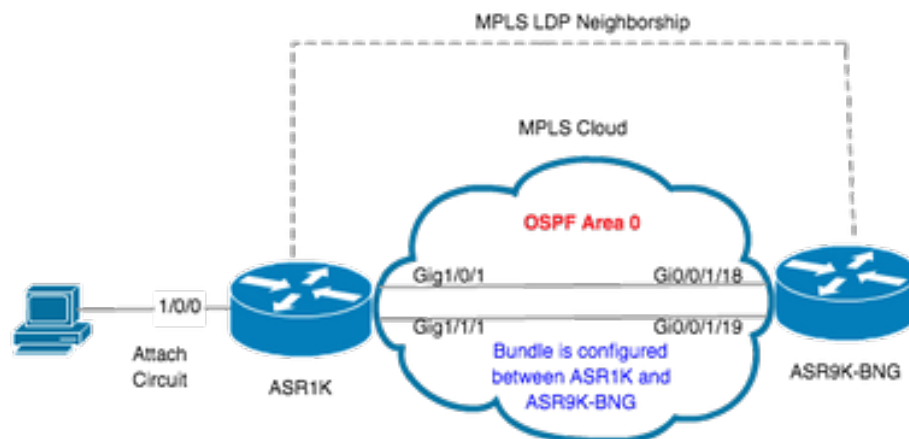 MPLS LDP Neighborship
MPLS Cloud
OSPF Area 0
Gig1/0/1
Gi0/0/1/18
1/0/0
Gig1/1/1
Gi0/0/1/19
Attach
Circuit
ASR1K
Bundle is configured
between ASR1K and
ASR9K-BNG
ASR9K-BNG